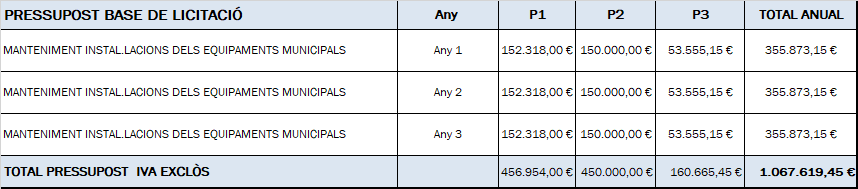 PRESSUPOST BASE DE LICITACIÓ Any P1 P2 P3 TOTAL ANUAL
MANTENIMENT INSTAL.LACIONS DELS EQUIPAMENTS MUNICIPALS Any 1 152.318,00 € 150.000,00 € 53.555,15 € 355.873,15 €
MANTENIMENT INSTAL.LACIONS DELS EQUIPAMENTS MUNICIPALS Any 2 152.318,00 € 150.000,00 € 53.555,15 € 355.873,15 €
MANTENIMENT INSTAL.LACIONS DELS EQUIPAMENTS MUNICIPALS Any 3 152.318,00 € 150.000,00 € 53.555,15 € 355.873,15 €
TOTAL PRESSUPOST IVA EXCLÒS 456.954,00 € 450.000,00 € 160.665,45 € 1.067.619,45 €